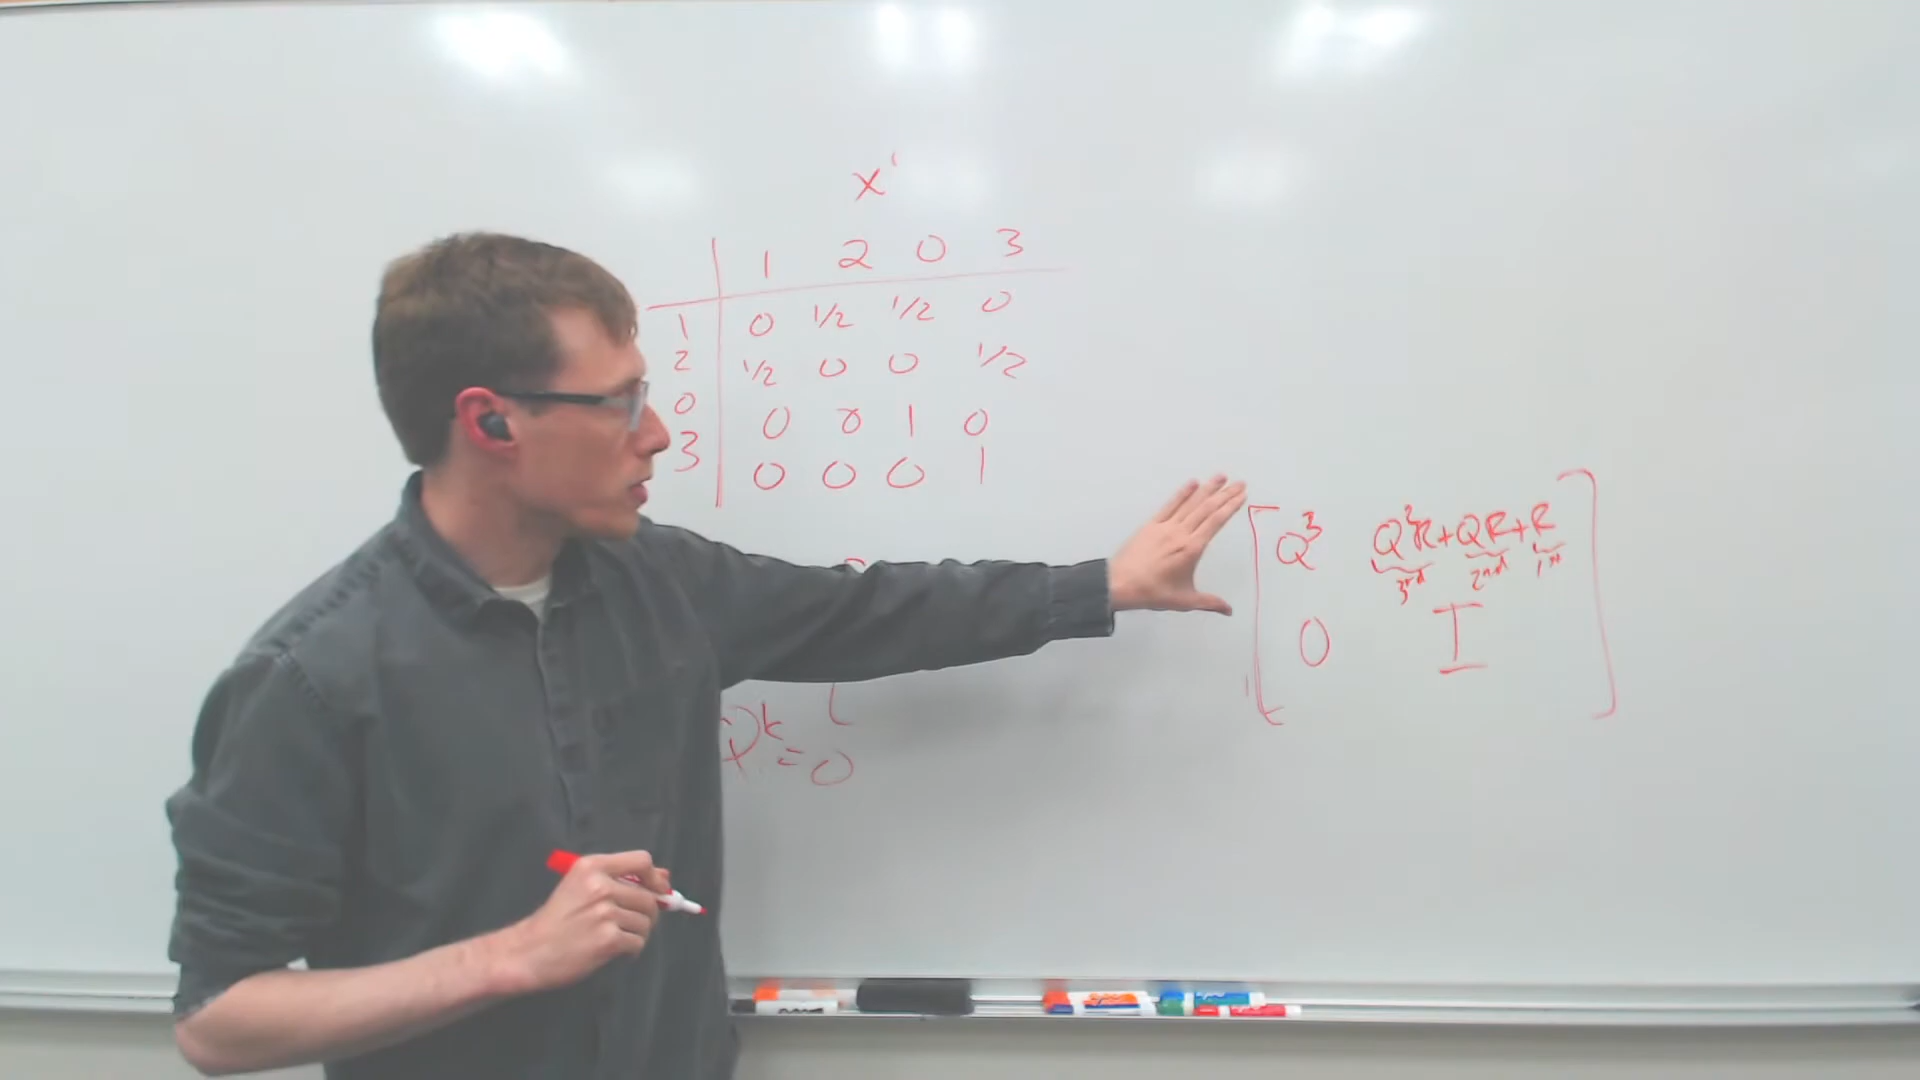 x'
1 2 0 3
1 0 1/2 1/2 0
2 1/2 0 0 1/2
0 0 0 1 0
3 0 0 0 1
Q³ Q²R+QR+R
3rd 2nd 1st
0 I
k
=0